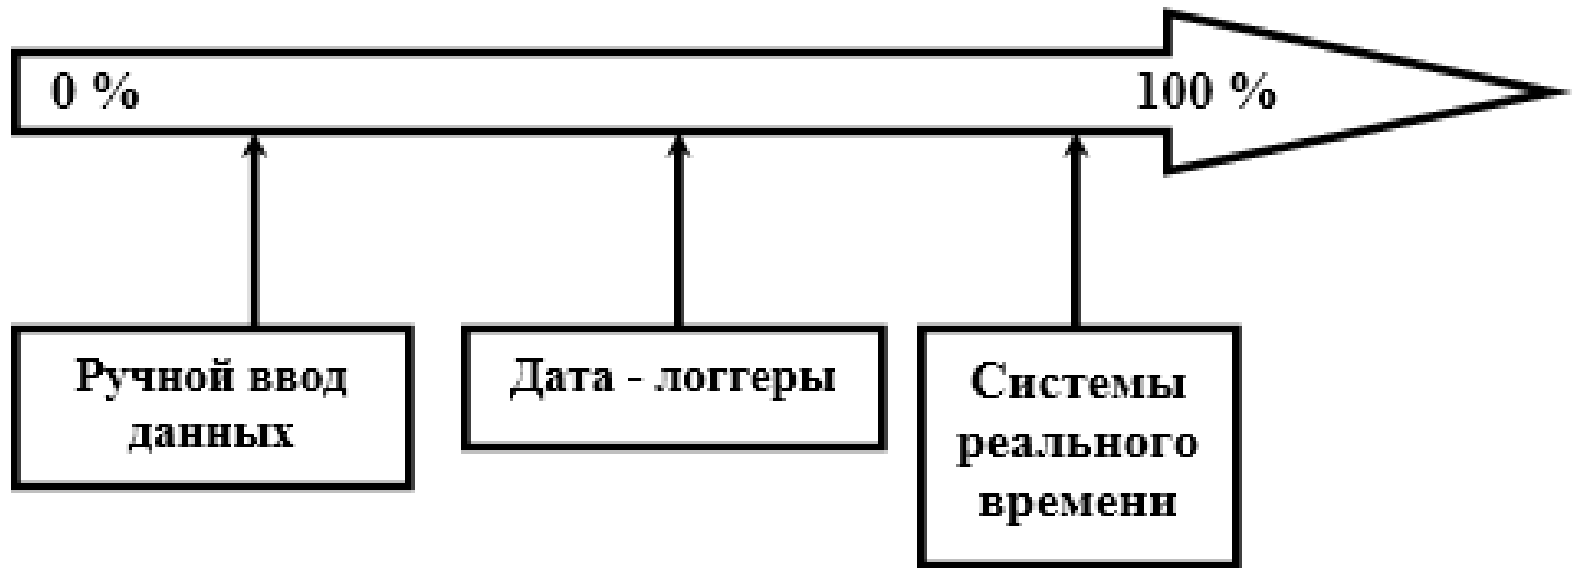 0 %
100 %
Ручной ввод
данных
Дата - логгеры
Системы
реального
времени